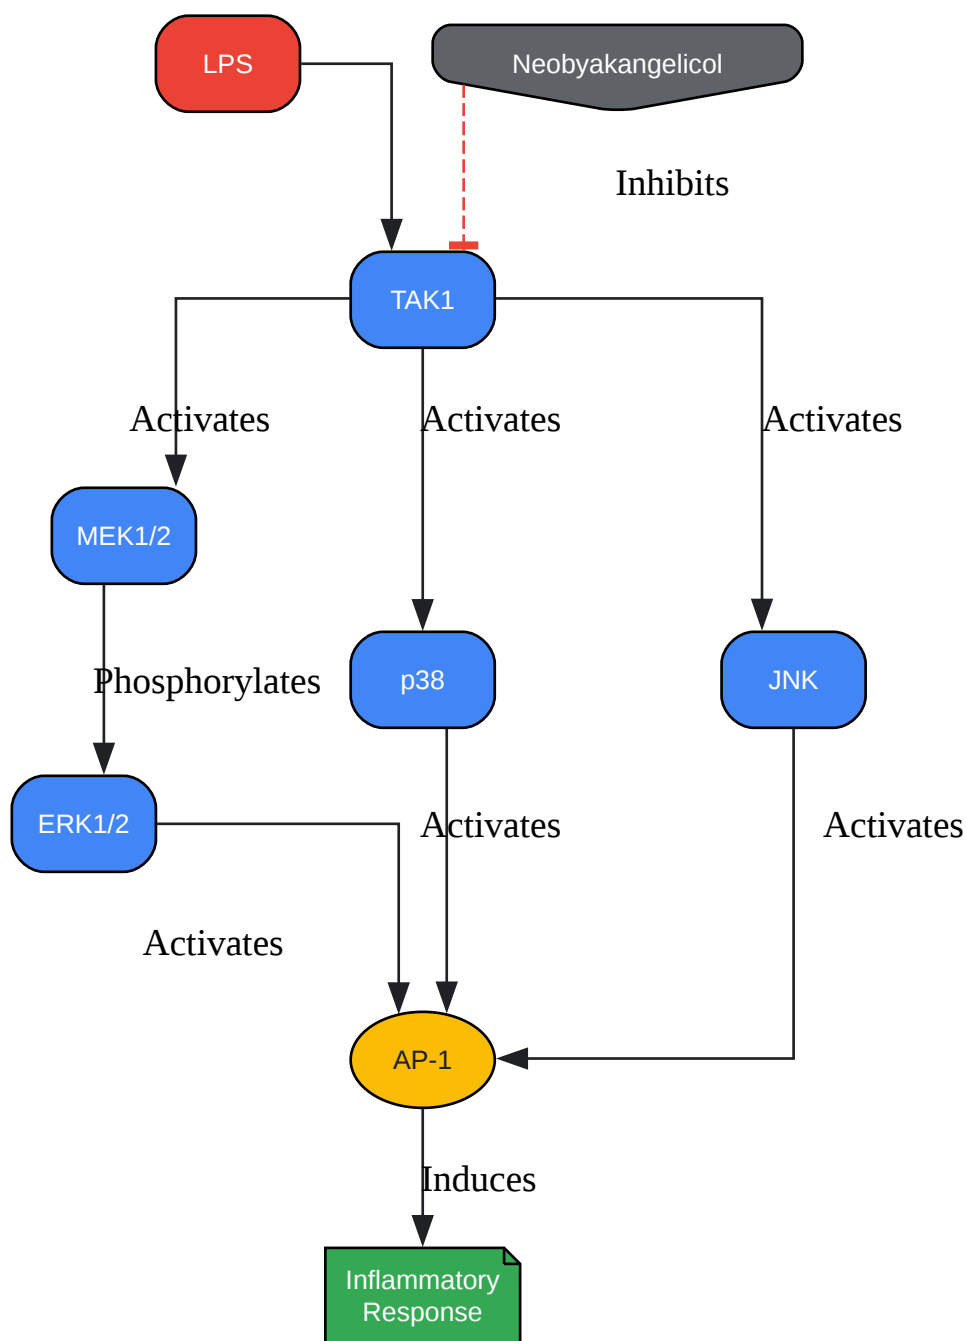 LPS
Neobyakangelicol
Inhibits
TAK1
Activates
Activates
Activates
MEK1/2
Phosphorylates
p38
JNK
ERK1/2
Activates
Activates
Activates
AP-1
Induces
Inflammatory
Response